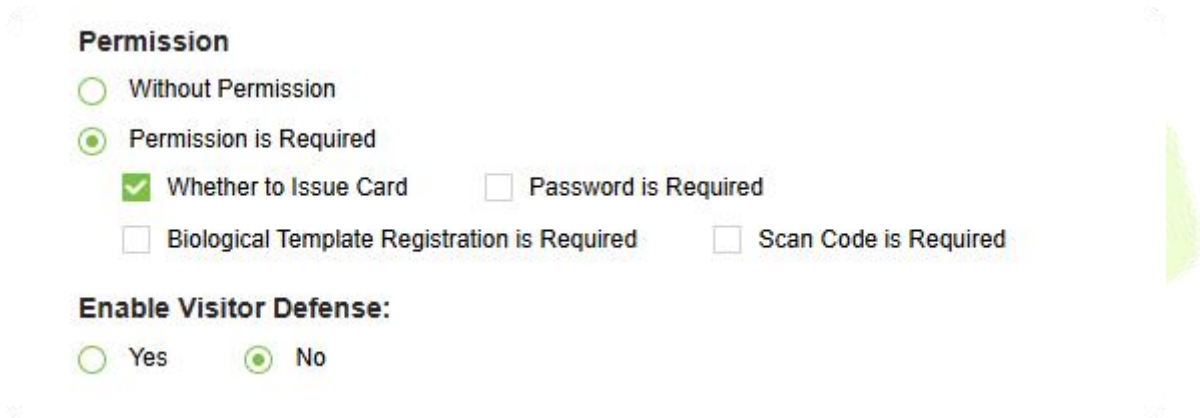 Permission
Without Permission
Permission is Required
Whether to Issue Card Password is Required
Biological Template Registration is Required Scan Code is Required
Enable Visitor Defense:
Yes No